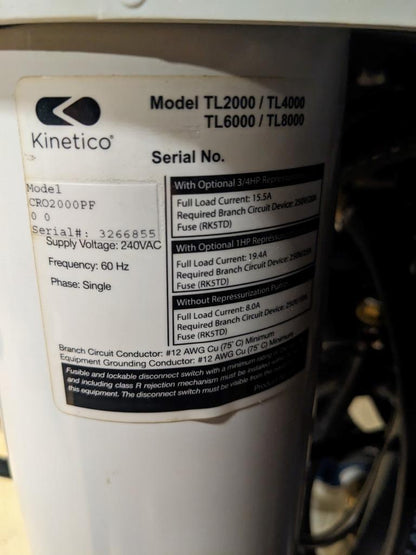 Kinetico®
Model TL2000 / TL4000
TL6000 / TL8000
Serial No.
Model
CRO2000PF
0 0
Serial#: 3266855
Supply Voltage: 240VAC
Frequency: 60 Hz
Phase: Single
With Optional 3/4HP
Full Load Current: 15.5A
Required Branch Circuit Device:
Fuse (RK5TD)
With Optional 1HP
Full Load Current: 19.4A
Required Branch Circuit Device:
Fuse (RK5TD)
Without Repressurization
Full Load Current: 8.0A
Required Branch Circuit Device:
Fuse (RK5TD)
Branch Circuit Conductor: #12 AWG Cu (75° C) Minimum
Equipment Grounding Conductor: #12 AWG Cu (75° C) Minimum
Fusible and lockable disconnect switch with a minimum rating
and including class R rejection mechanism must be installed
this equipment. The disconnect switch must be visible from the